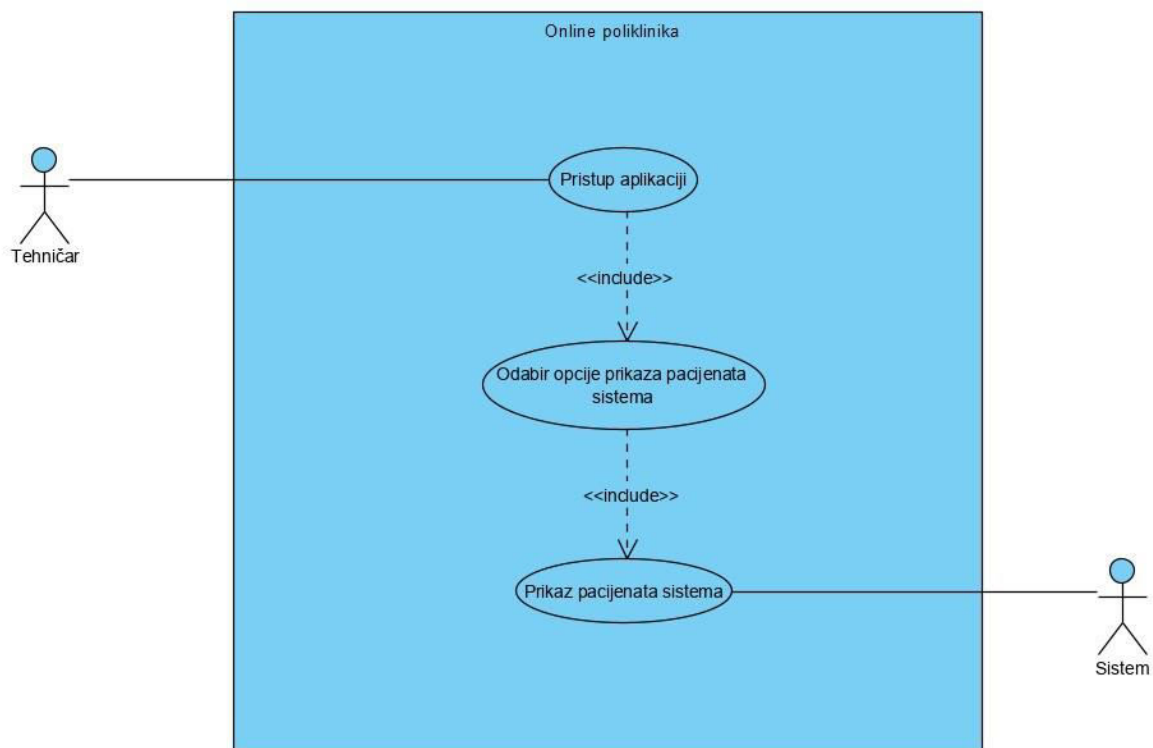 Online poliklinika
Pristup aplikaciji
Tehničar
<<include>>
Odabir opcije prikaza pacijenata
sistema
<<include>>
Prikaz pacijenata sistema
Sistem